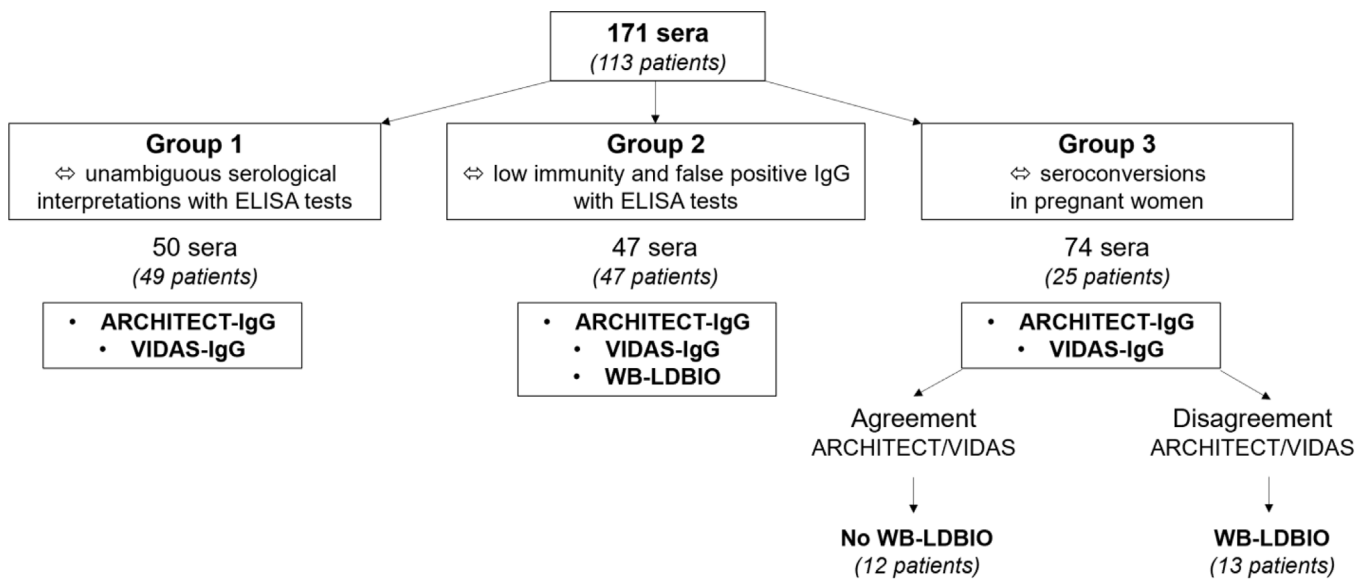 171 sera
(113 patients)
Group 1
⇔ unambiguous serological
interpretations with ELISA tests
Group 2
⇔ low immunity and false positive IgG
with ELISA tests
Group 3
⇔ seroconversions
in pregnant women
50 sera
(49 patients)
47 sera
(47 patients)
74 sera
(25 patients)
• ARCHITECT-IgG
• VIDAS-IgG
• ARCHITECT-IgG
• VIDAS-IgG
• WB-LDBIO
• ARCHITECT-IgG
• VIDAS-IgG
Agreement
ARCHITECT/VIDAS
Disagreement
ARCHITECT/VIDAS
No WB-LDBIO
(12 patients)
WB-LDBIO
(13 patients)